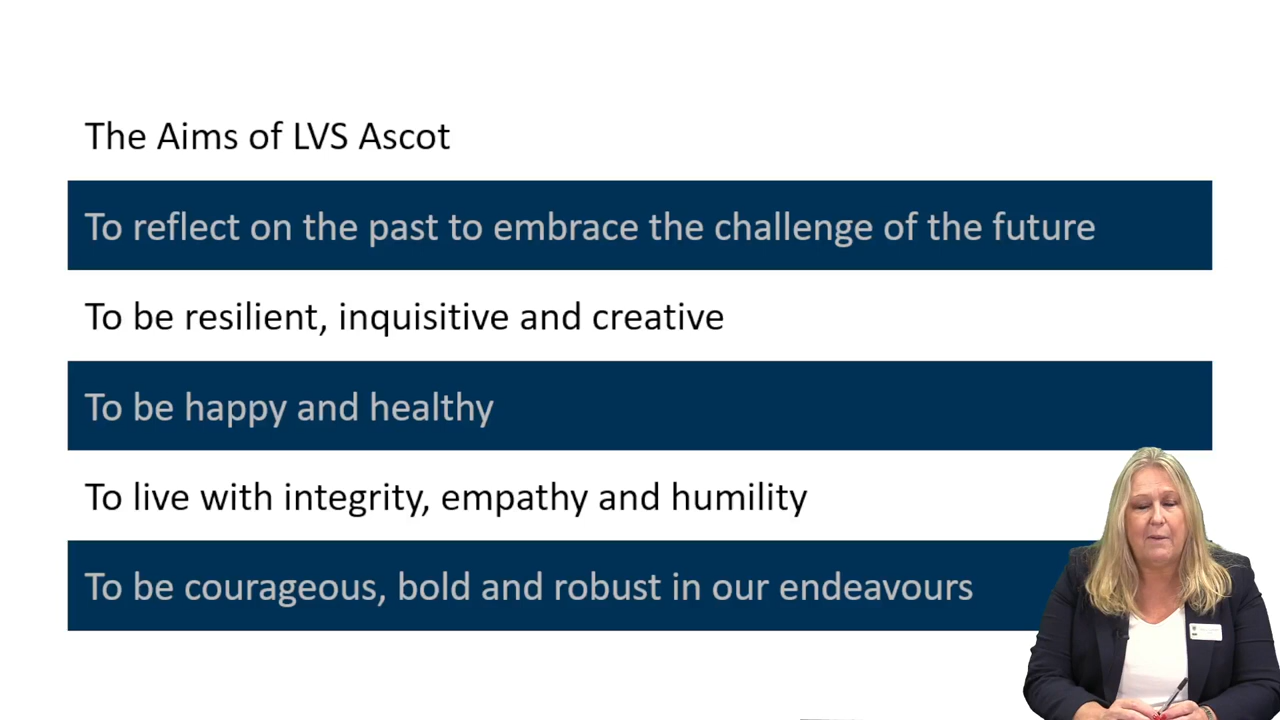 The Aims of LVS Ascot
To reflect on the past to embrace the challenge of the future
To be resilient, inquisitive and creative
To be happy and healthy
To live with integrity, empathy and humility
To be courageous, bold and robust in our endeavours